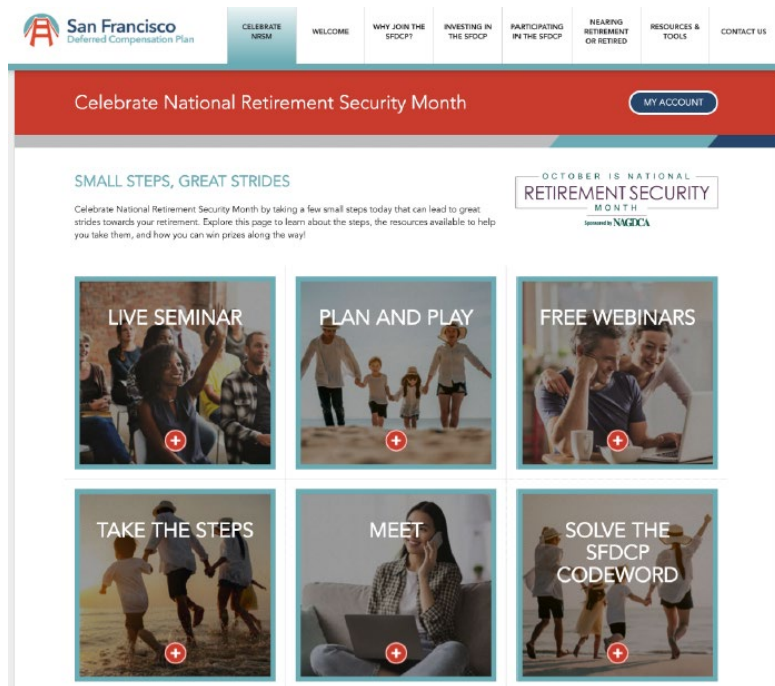 San Francisco
Deferred Compensation Plan
CELEBRATE
NRSM
WELCOME
WHY JOIN THE
SFDCP?
INVESTING IN
THE SFDCP
PARTICIPATING
IN THE SFDCP
NEARING
RETIREMENT
OR RETIRED
RESOURCES &
TOOLS
CONTACT US
Celebrate National Retirement Security Month
MY ACCOUNT
SMALL STEPS, GREAT STRIDES
Celebrate National Retirement Security Month by taking a few small steps today that can lead to great
strides towards your retirement. Explore this page to learn about the steps, the resources available to help
you take them, and how you can win prizes along the way!
OCTOBER IS NATIONAL
RETIREMENT SECURITY
MONTH
Sponsored by NAGDCA
LIVE SEMINAR
PLAN AND PLAY
FREE WEBINARS
TAKE THE STEPS
MEET
SOLVE THE
SFDCP
CODEWORD